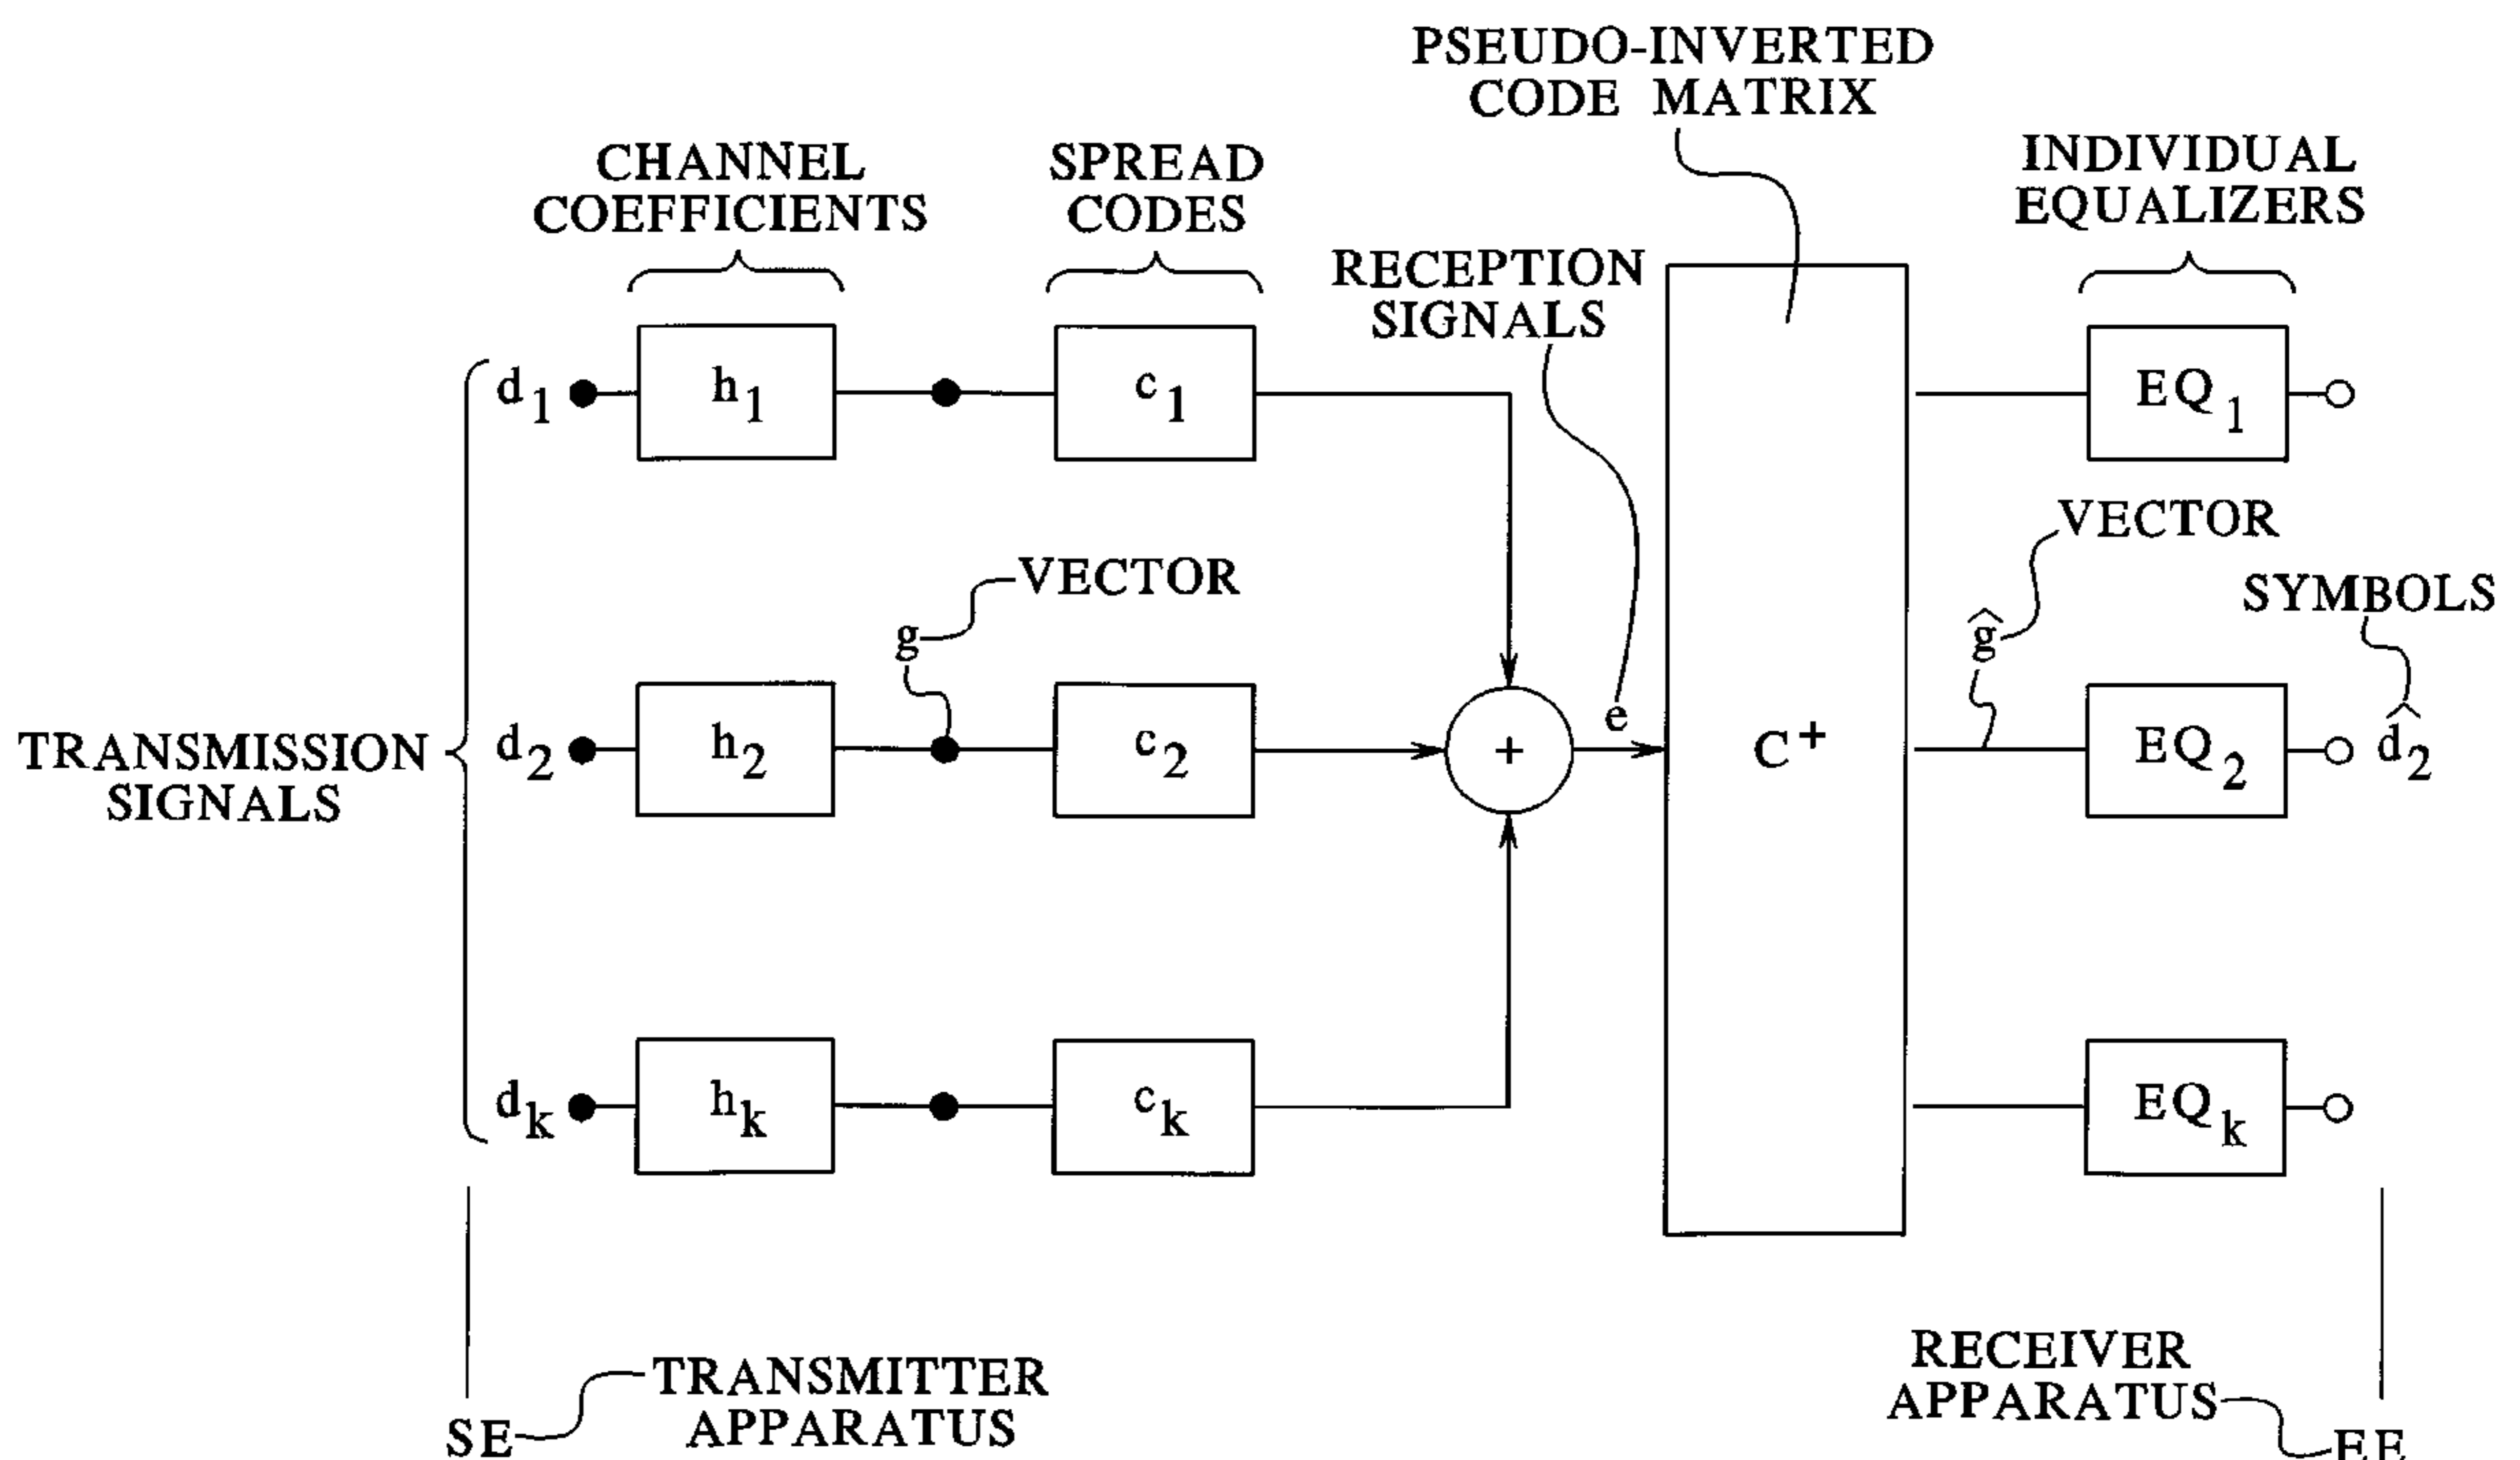 PSEUDO-INVERTED
CODE MATRIX
CHANNEL
COEFFICIENTS
SPREAD
CODES
INDIVIDUAL
EQUALIZERS
RECEPTION
SIGNALS
d1
h1
c1
EQ1
VECTOR
VECTOR
SYMBOLS
g
ĝ
e
TRANSMISSION
SIGNALS
d2
h2
c2
+
C+
EQ2
d̂2
dk
hk
ck
EQk
TRANSMITTER
APPARATUS
SE
RECEIVER
APPARATUS
EE